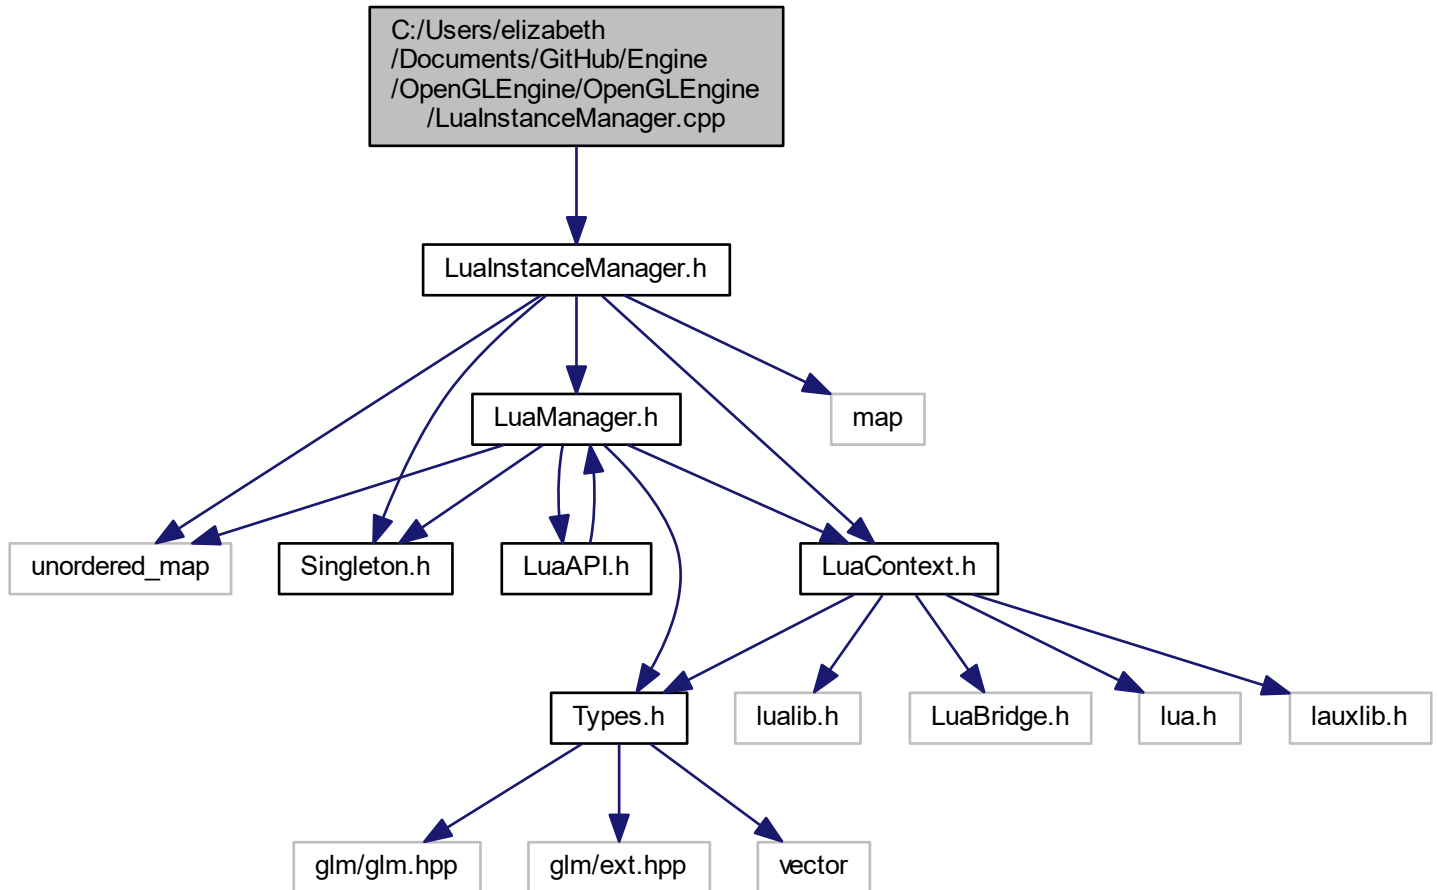 C:/Users/elizabeth
/Documents/GitHub/Engine
/OpenGLEngine/OpenGLEngine
/LuaInstanceManager.cpp
LuaInstanceManager.h
LuaManager.h
map
unordered_map
Singleton.h
LuaAPI.h
LuaContext.h
Types.h
lualib.h
LuaBridge.h
lua.h
lauxlib.h
glm/glm.hpp
glm/ext.hpp
vector